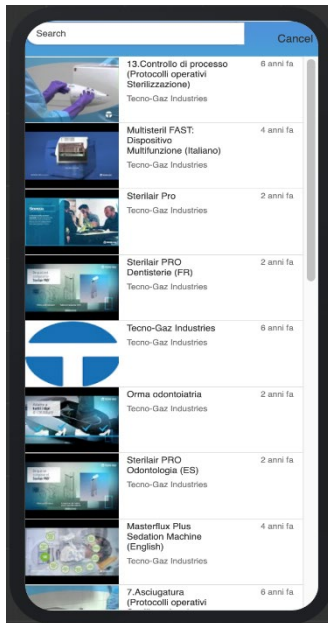 Search
Cancel
13.Controllo di processo
6 anni fa
(Protocolli operativi
Sterilizzazione)
Tecno-Gaz Industries
Multisteril FAST:
4 anni fa
Dispositivo
Multifunzione (Italiano)
Tecno-Gaz Industries
Sterilair Pro
2 anni fa
Tecno-Gaz Industries
Sterilair PRO
2 anni fa
Dentisterie (FR)
Tecno-Gaz Industries
Tecno-Gaz Industries
6 anni fa
Tecno-Gaz Industries
Orma odontoiatria
2 anni fa
Tecno-Gaz Industries
Sterilair PRO
2 anni fa
Odontologia (ES)
Tecno-Gaz Industries
Masterflux Plus
4 anni fa
Sedation Machine
(English)
Tecno-Gaz Industries
7.Asciugatura
6 anni fa
(Protocolli operativi